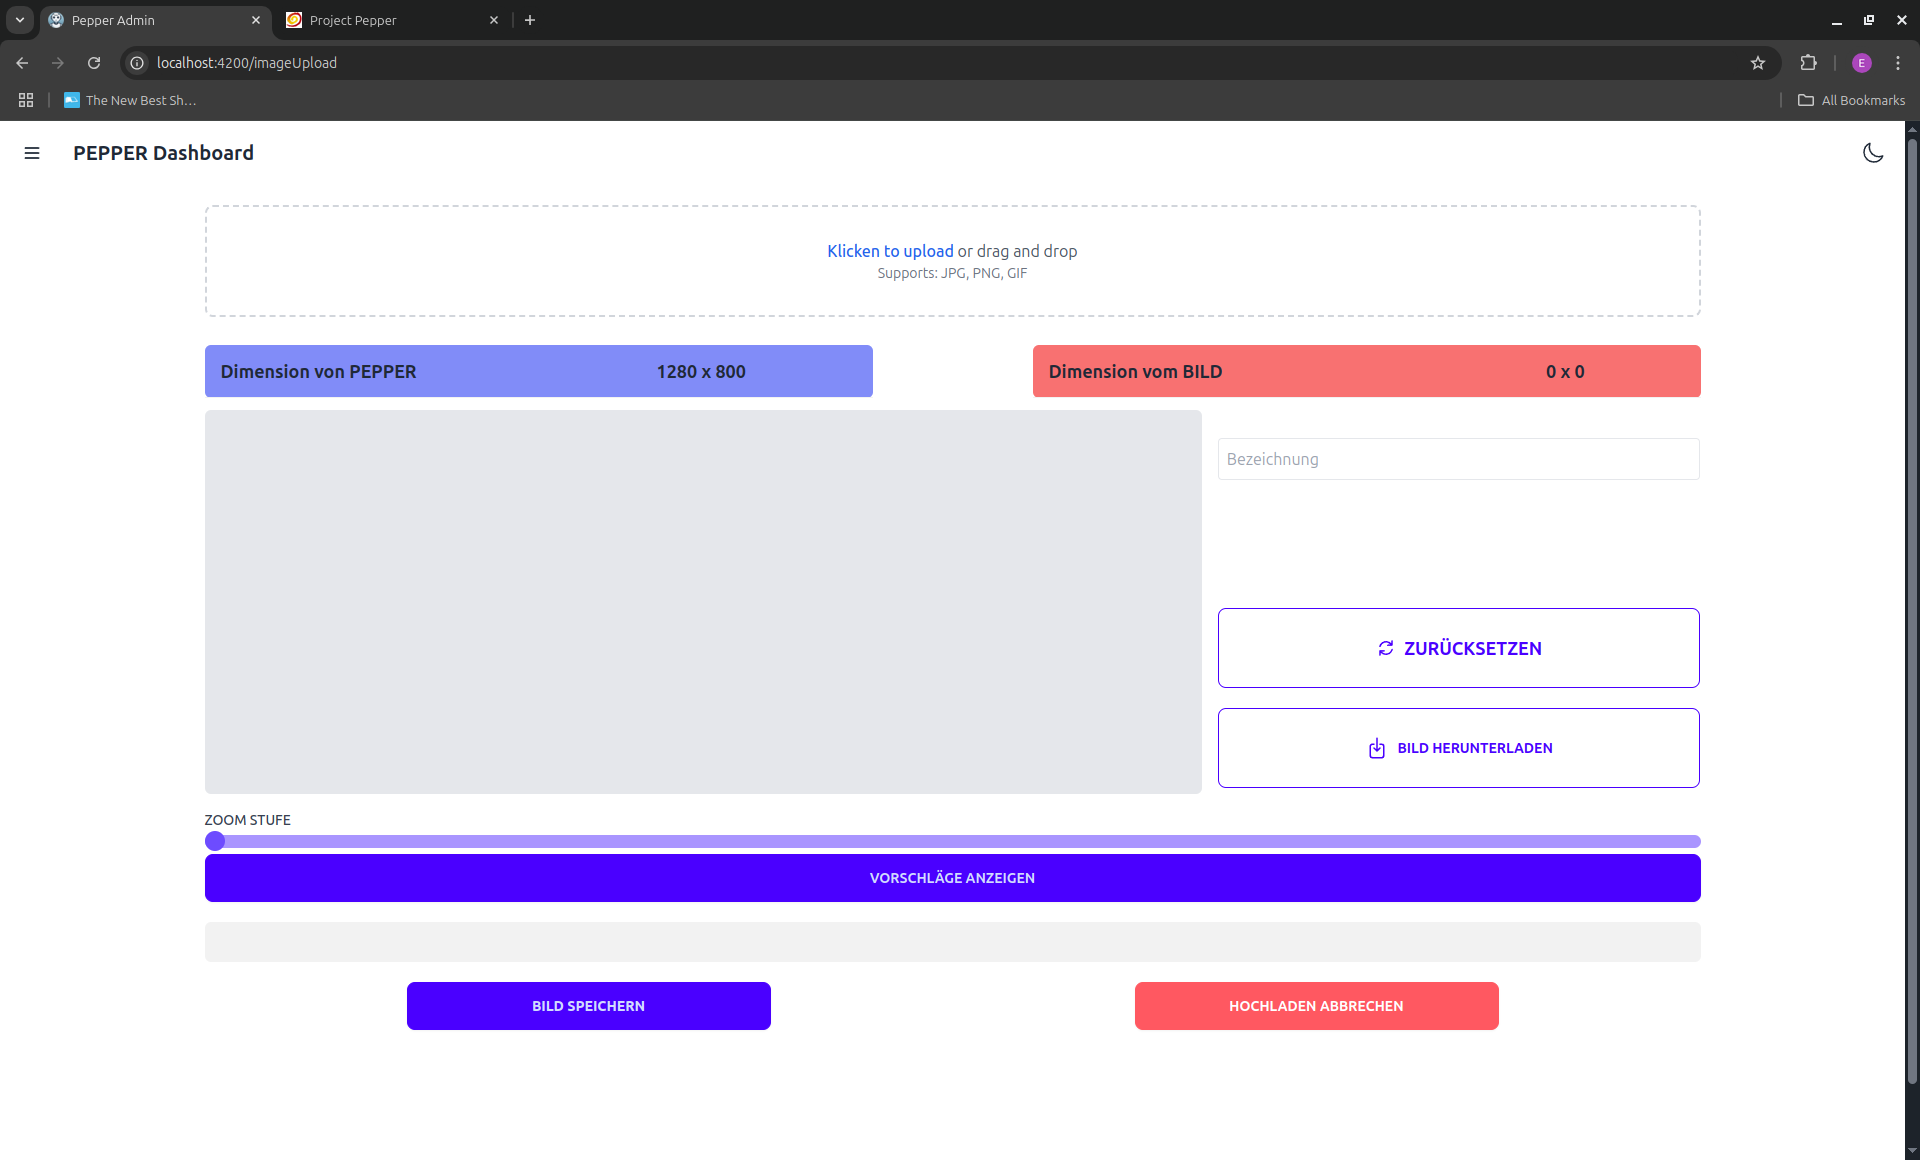 Pepper Admin
Project Pepper
localhost:4200/imageUpload
E
The New Best Sh...
All Bookmarks
PEPPER Dashboard
Klicken to upload or drag and drop
Supports: JPG, PNG, GIF
Dimension von PEPPER 1280 x 800
Dimension vom BILD 0 x 0
Bezeichnung
ZURÜCKSETZEN
BILD HERUNTERLADEN
ZOOM STUFE
VORSCHLÄGE ANZEIGEN
BILD SPEICHERN
HOCHLADEN ABBRECHEN